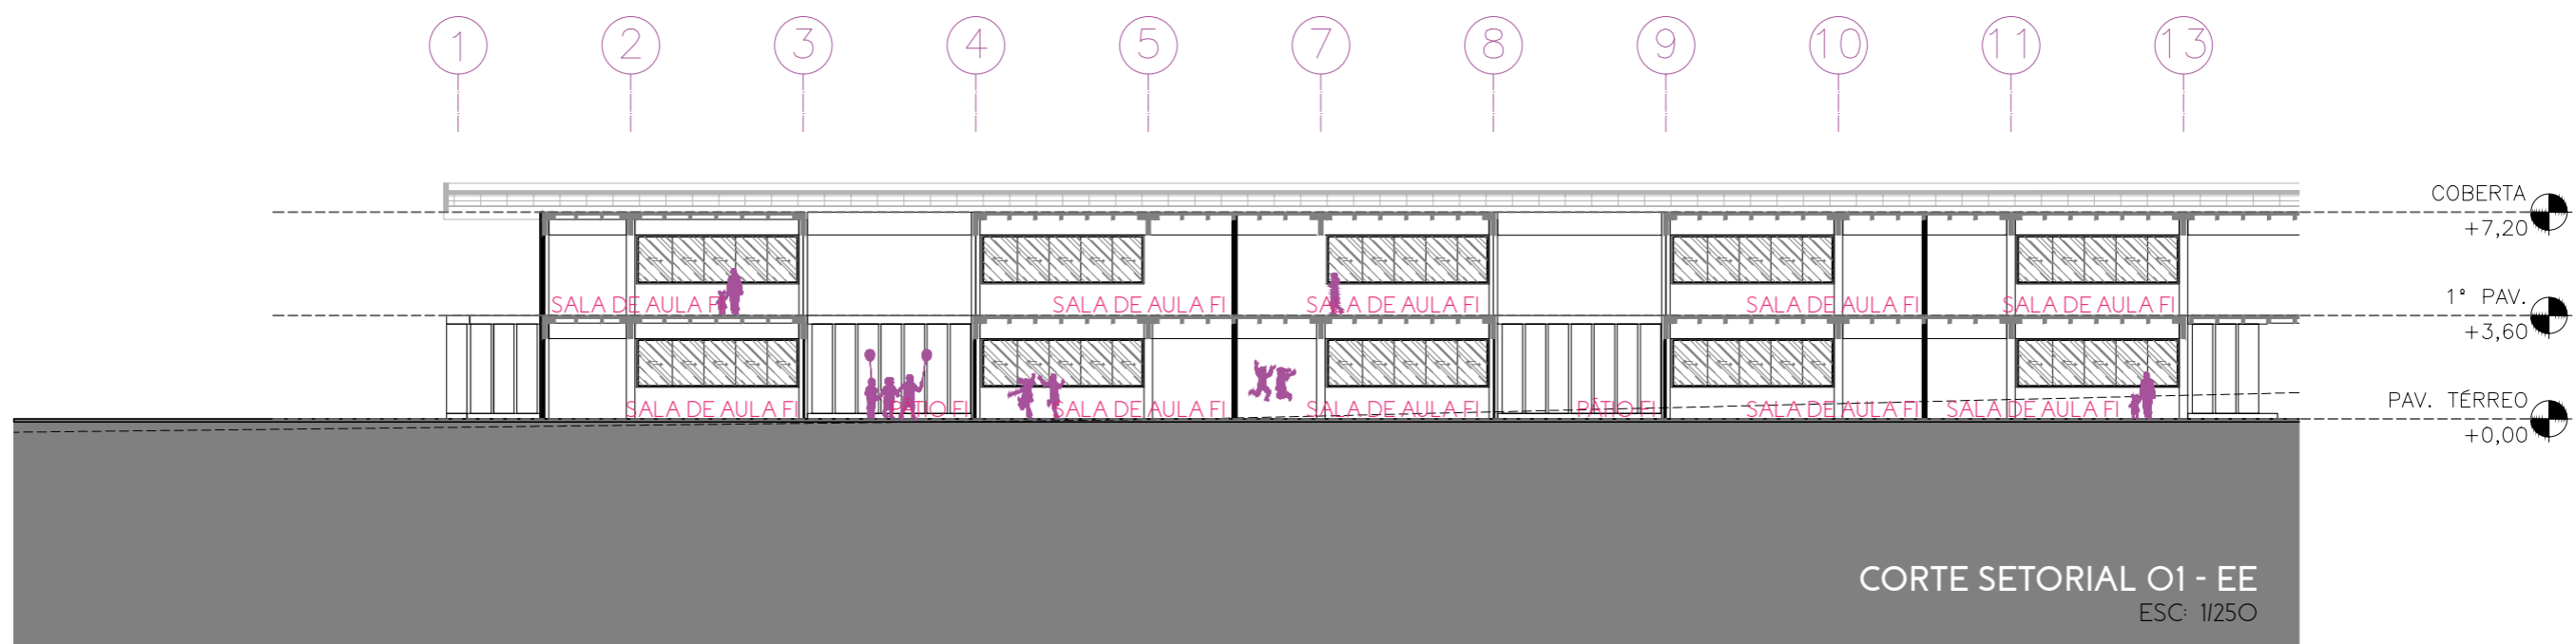 1 2 3 4 5 7 8 9 10 11 13
COBERTA
+7,20
SALA DE AULA FI SALA DE AULA FI SALA DE AULA FI SALA DE AULA FI SALA DE AULA FI
1° PAV.
+3,60
SALA DE AULA FI PÁTIO FI SALA DE AULA FI SALA DE AULA FI PÁTIO FI SALA DE AULA FI SALA DE AULA FI
PAV. TÉRREO
+0,00
CORTE SETORIAL 01 - EE
ESC: 1/250